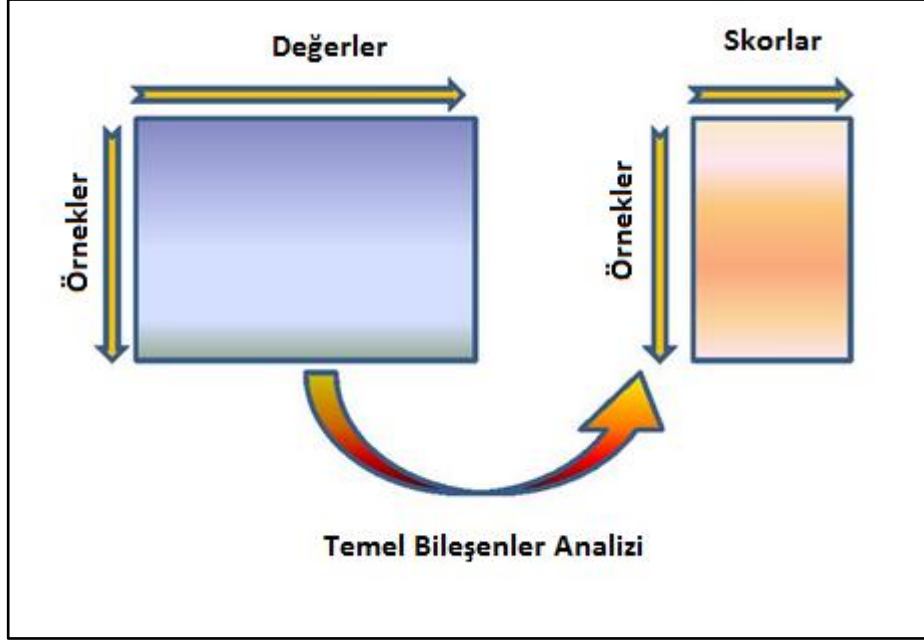 Değerler
Skorlar
Örnekler
Örnekler
Temel Bileşenler Analizi